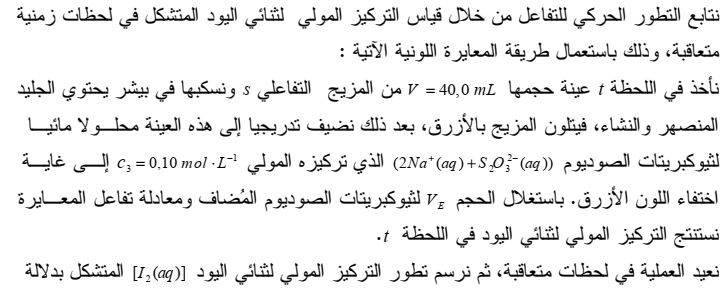 نتابع التطور الحركي للتفاعل من خلال قياس التركيز المولي لثنائي اليود المتشكل في لحظات زمنية
متعاقبة، وذلك باستعمال طريقة المعايرة اللونية الآتية :
نأخذ في اللحظة t عينة حجمها V = 40,0 mL من المزيج التفاعلي s ونسكبها في بيشر يحتوي الجليد
المنصهر والنشاء، فيتلون المزيج بالأزرق، بعد ذلك نضيف تدريجيا إلى هذه العينة محلــولا مائيــا
لثيوكبريتات الصوديوم (2Na⁺(aq) + S₂O₃²⁻(aq)) الذي تركيزه المولي c₃ = 0,10 mol · L⁻¹ إلــى غايــة
اختفاء اللون الأزرق. باستغلال الحجم V_E لثيوكبريتات الصوديوم المُضاف ومعادلة تفاعل المعــايرة
نستنتج التركيز المولي لثنائي اليود في اللحظة t.
نعيد العملية في لحظات متعاقبة، ثم نرسم تطور التركيز المولي لثنائي اليود [I₂(aq)] المتشكل بدلالة